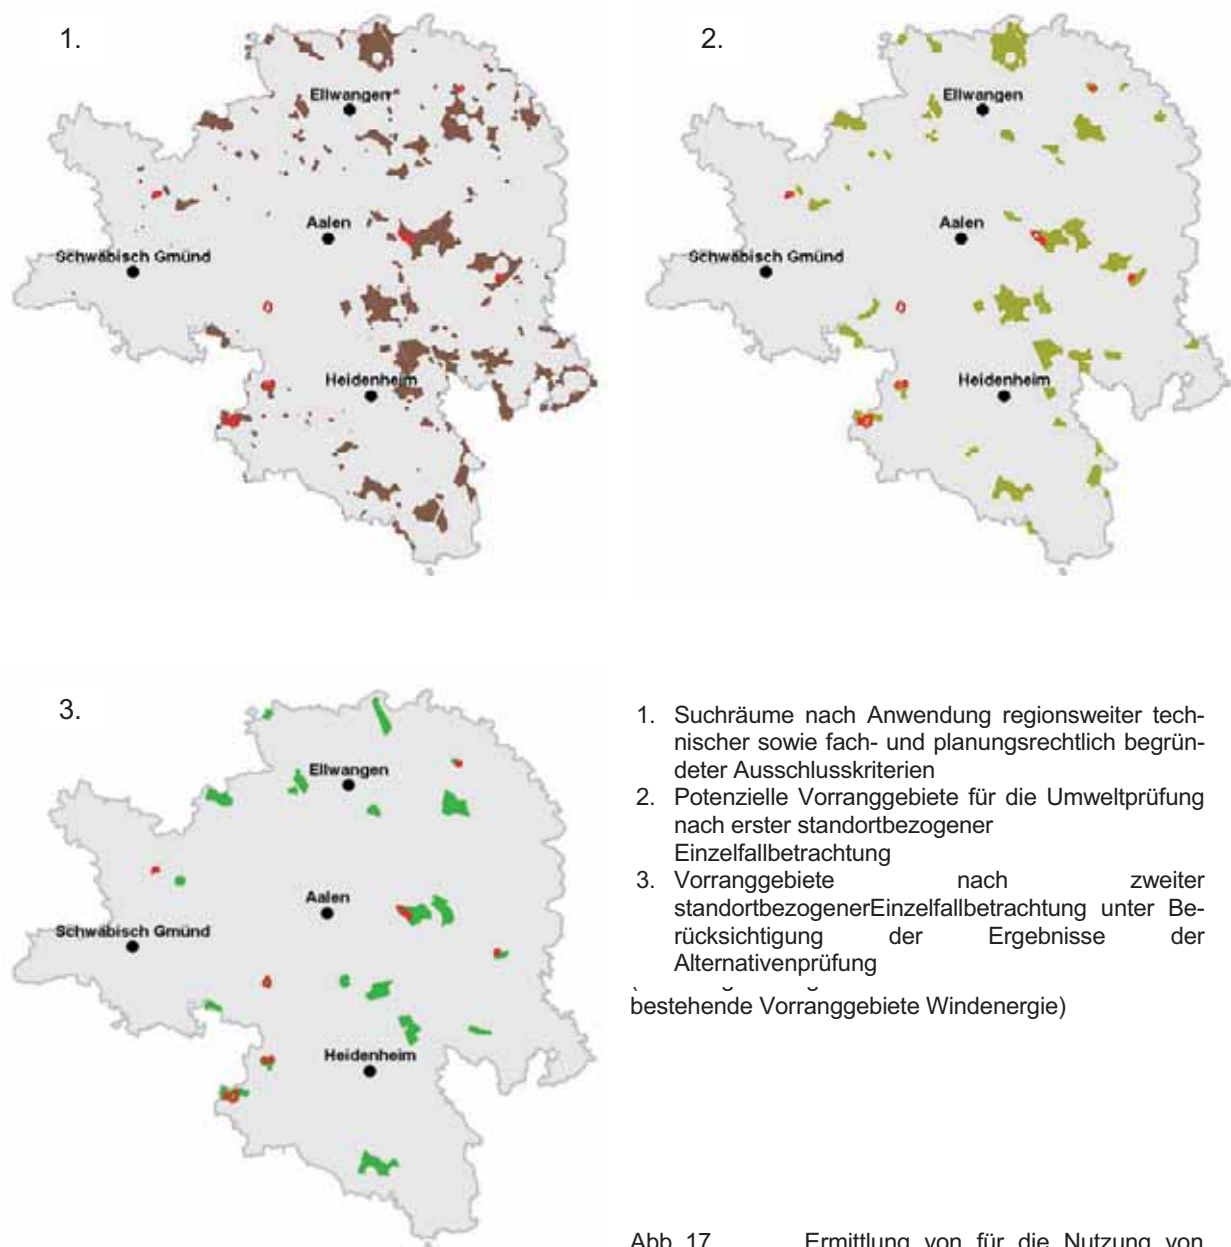 1.
Ellwangen
Aalen
Schwäbisch Gmünd
Heidenheim
2.
Ellwangen
Aalen
Schwäbisch Gmünd
Heidenheim
3.
Ellwangen
Aalen
Schwäbisch Gmünd
Heidenheim
1. Suchräume nach Anwendung regionsweiter tech-
nischer sowie fach- und planungsrechtlich begrün-
deter Ausschlusskriterien
2. Potenzielle Vorranggebiete für die Umweltprüfung
nach erster standortbezogener
Einzelfallbetrachtung
3. Vorranggebiete nach zweiter
standortbezogenerEinzelfallbetrachtung unter Be-
rücksichtigung der Ergebnisse der
Alternativenprüfung
bestehende Vorranggebiete Windenergie)
Abb. 17 Ermittlung von für die Nutzung von